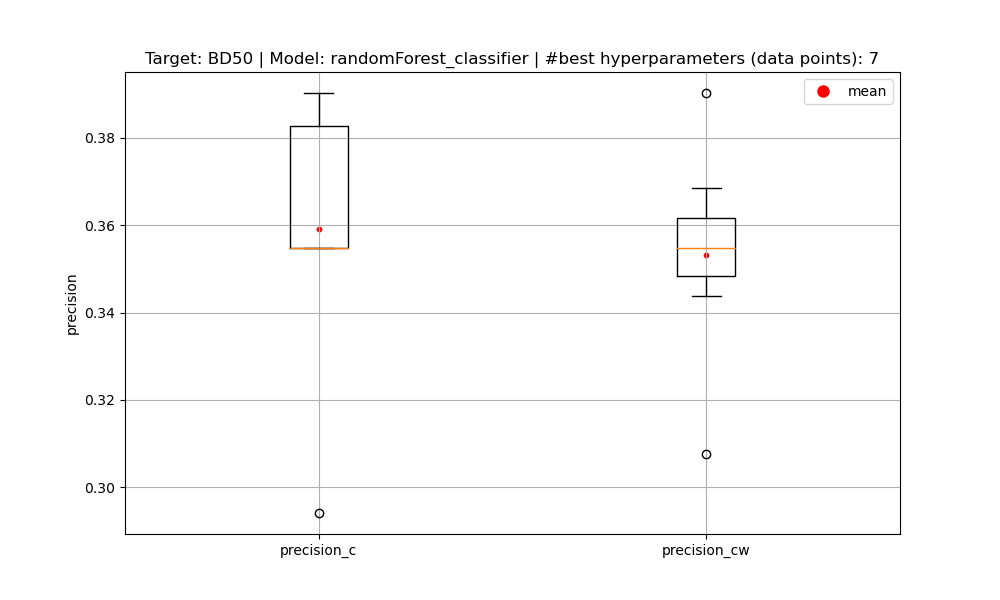 Target: BD50 | Model: randomForest_classifier | #best hyperparameters (data points): 7
mean
0.38
0.36
0.34
0.32
0.30
precision
precision_c
precision_cw